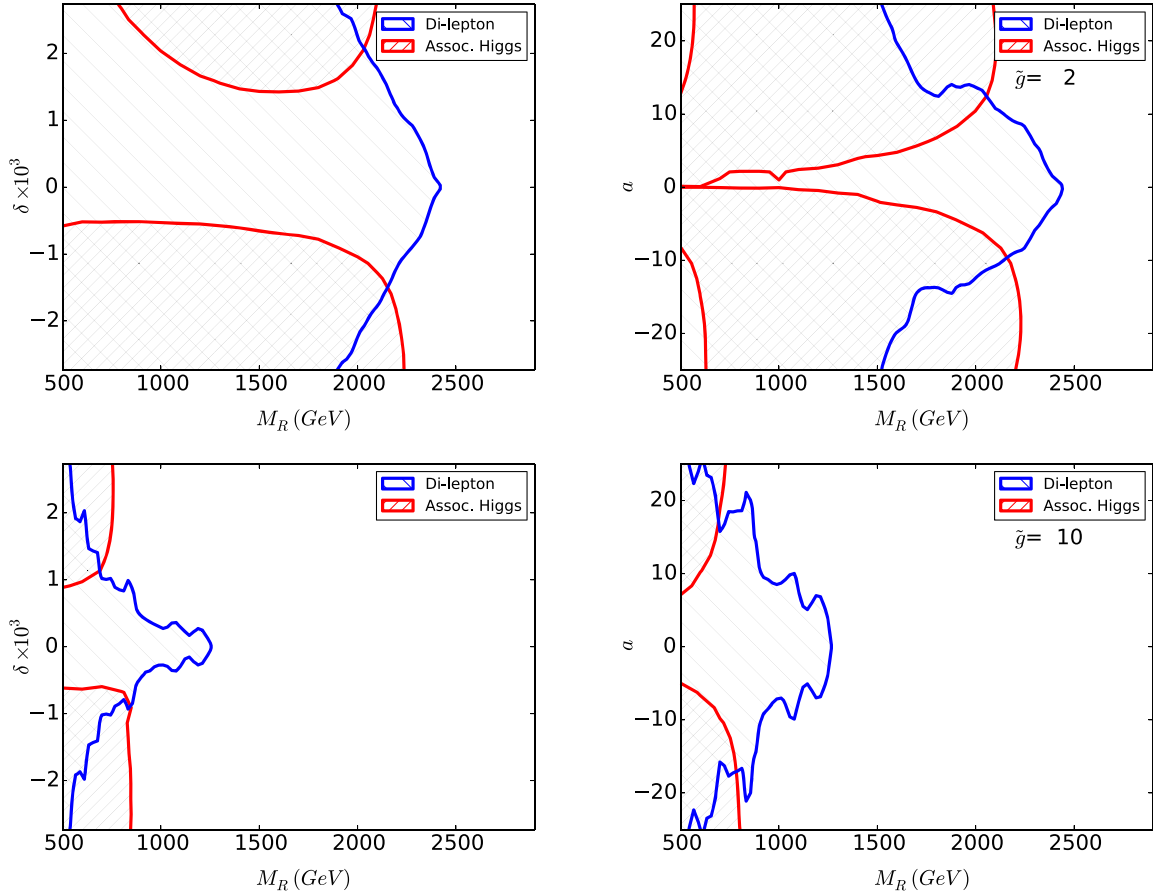 Di-lepton
Assoc. Higgs
2
1
0
−1
−2
δ ×10³
500 1000 1500 2000 2500
M_R (GeV)
Di-lepton
Assoc. Higgs
g̃= 2
20
10
0
−10
−20
a
500 1000 1500 2000 2500
M_R (GeV)
Di-lepton
Assoc. Higgs
2
1
0
−1
−2
δ ×10³
500 1000 1500 2000 2500
M_R (GeV)
Di-lepton
Assoc. Higgs
g̃= 10
20
10
0
−10
−20
a
500 1000 1500 2000 2500
M_R (GeV)